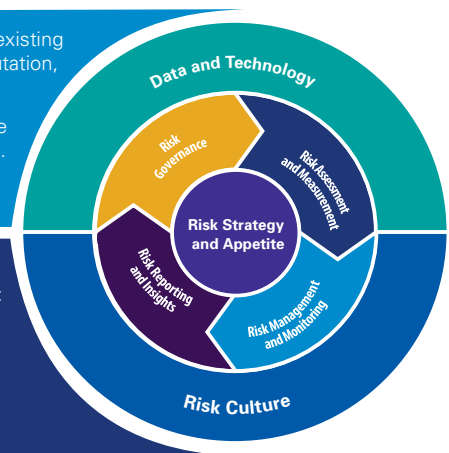 existing
Data and Technology
Risk
Governance
Risk Assessment
and Measurement
Risk Strategy
and Appetite
Risk Reporting
and Insights
Risk Management
and Monitoring
Risk Culture